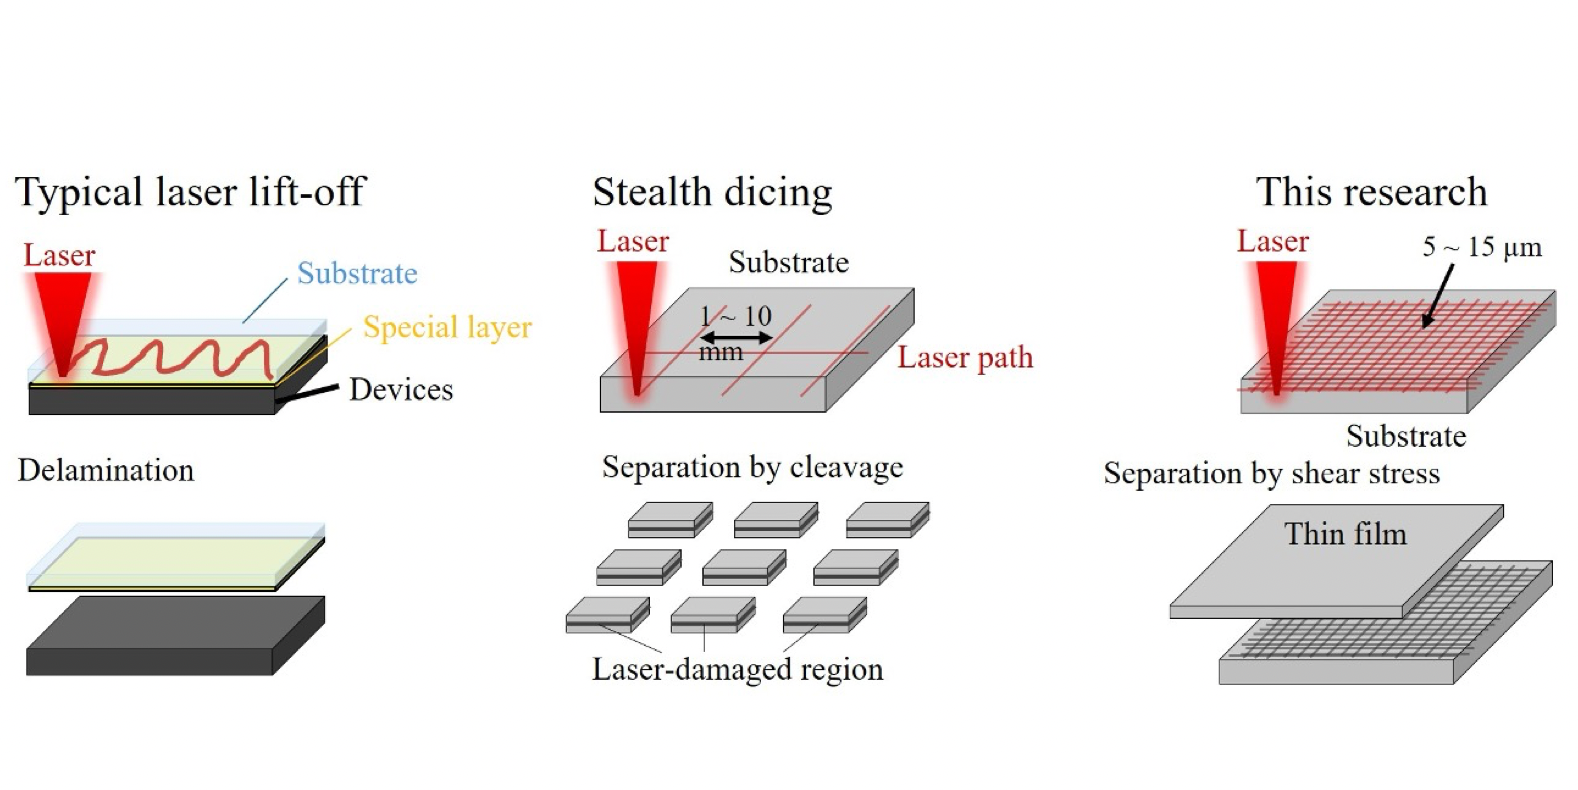 Typical laser lift-off
Laser
Substrate
Special layer
Devices
Delamination
Stealth dicing
Laser
Substrate
1 ~ 10
mm
Laser path
Separation by cleavage
Laser-damaged region
This research
Laser
5 ~ 15 µm
Substrate
Separation by shear stress
Thin film